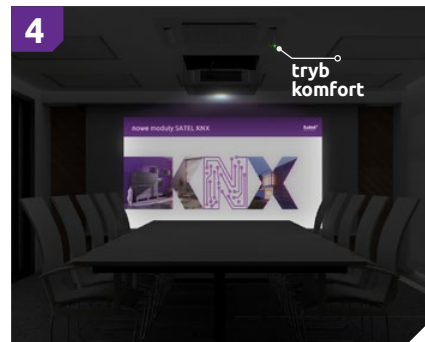 4
tryb
komfort
nowe moduły SATEL KNX
Satel
KNX